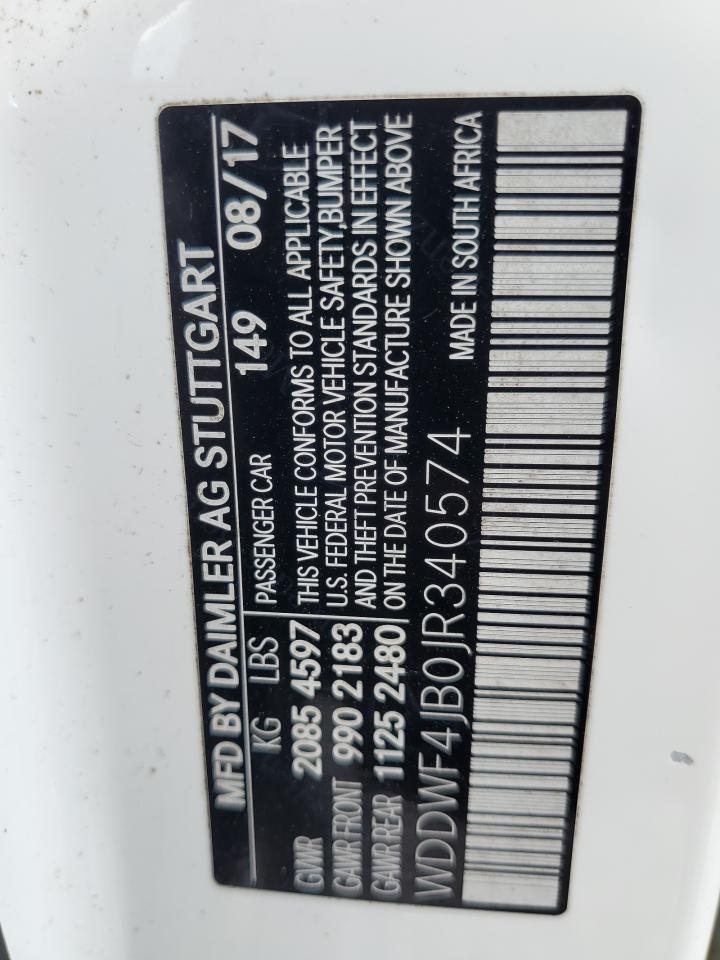 MFD BY DAIMLER AG STUTTGART
KG LBS PASSENGER CAR 149 08/17
GVWR 2085 4597 THIS VEHICLE CONFORMS TO ALL APPLICABLE
GAWR FRONT 990 2183 U.S. FEDERAL MOTOR VEHICLE SAFETY,BUMPER
AND THEFT PREVENTION STANDARDS IN EFFECT
GAWR REAR 1125 2480 ON THE DATE OF MANUFACTURE SHOWN ABOVE
WDDWF4JB0JR340574 MADE IN SOUTH AFRICA